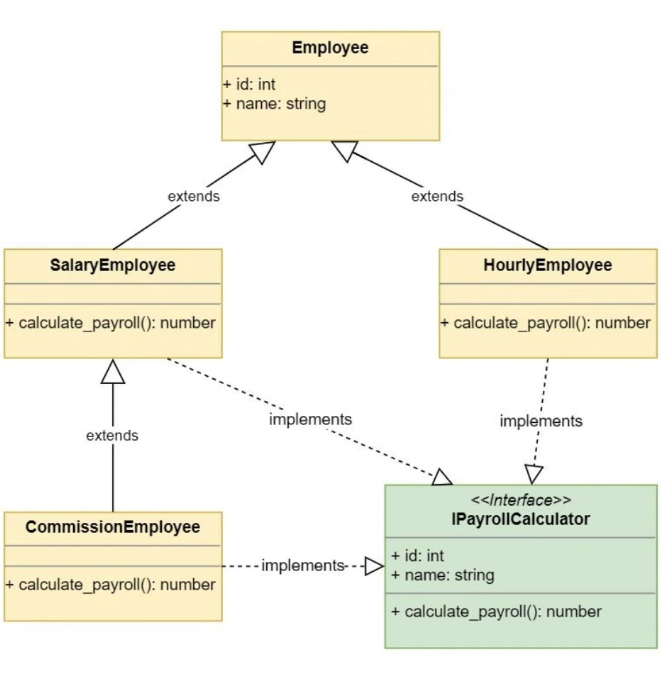 Employee
+ id: int
+ name: string
extends
extends
SalaryEmployee
+ calculate_payroll(): number
HourlyEmployee
+ calculate_payroll(): number
implements
implements
extends
<<Interface>>
IPayrollCalculator
+ id: int
+ name: string
+ calculate_payroll(): number
CommissionEmployee
+ calculate_payroll(): number
implements